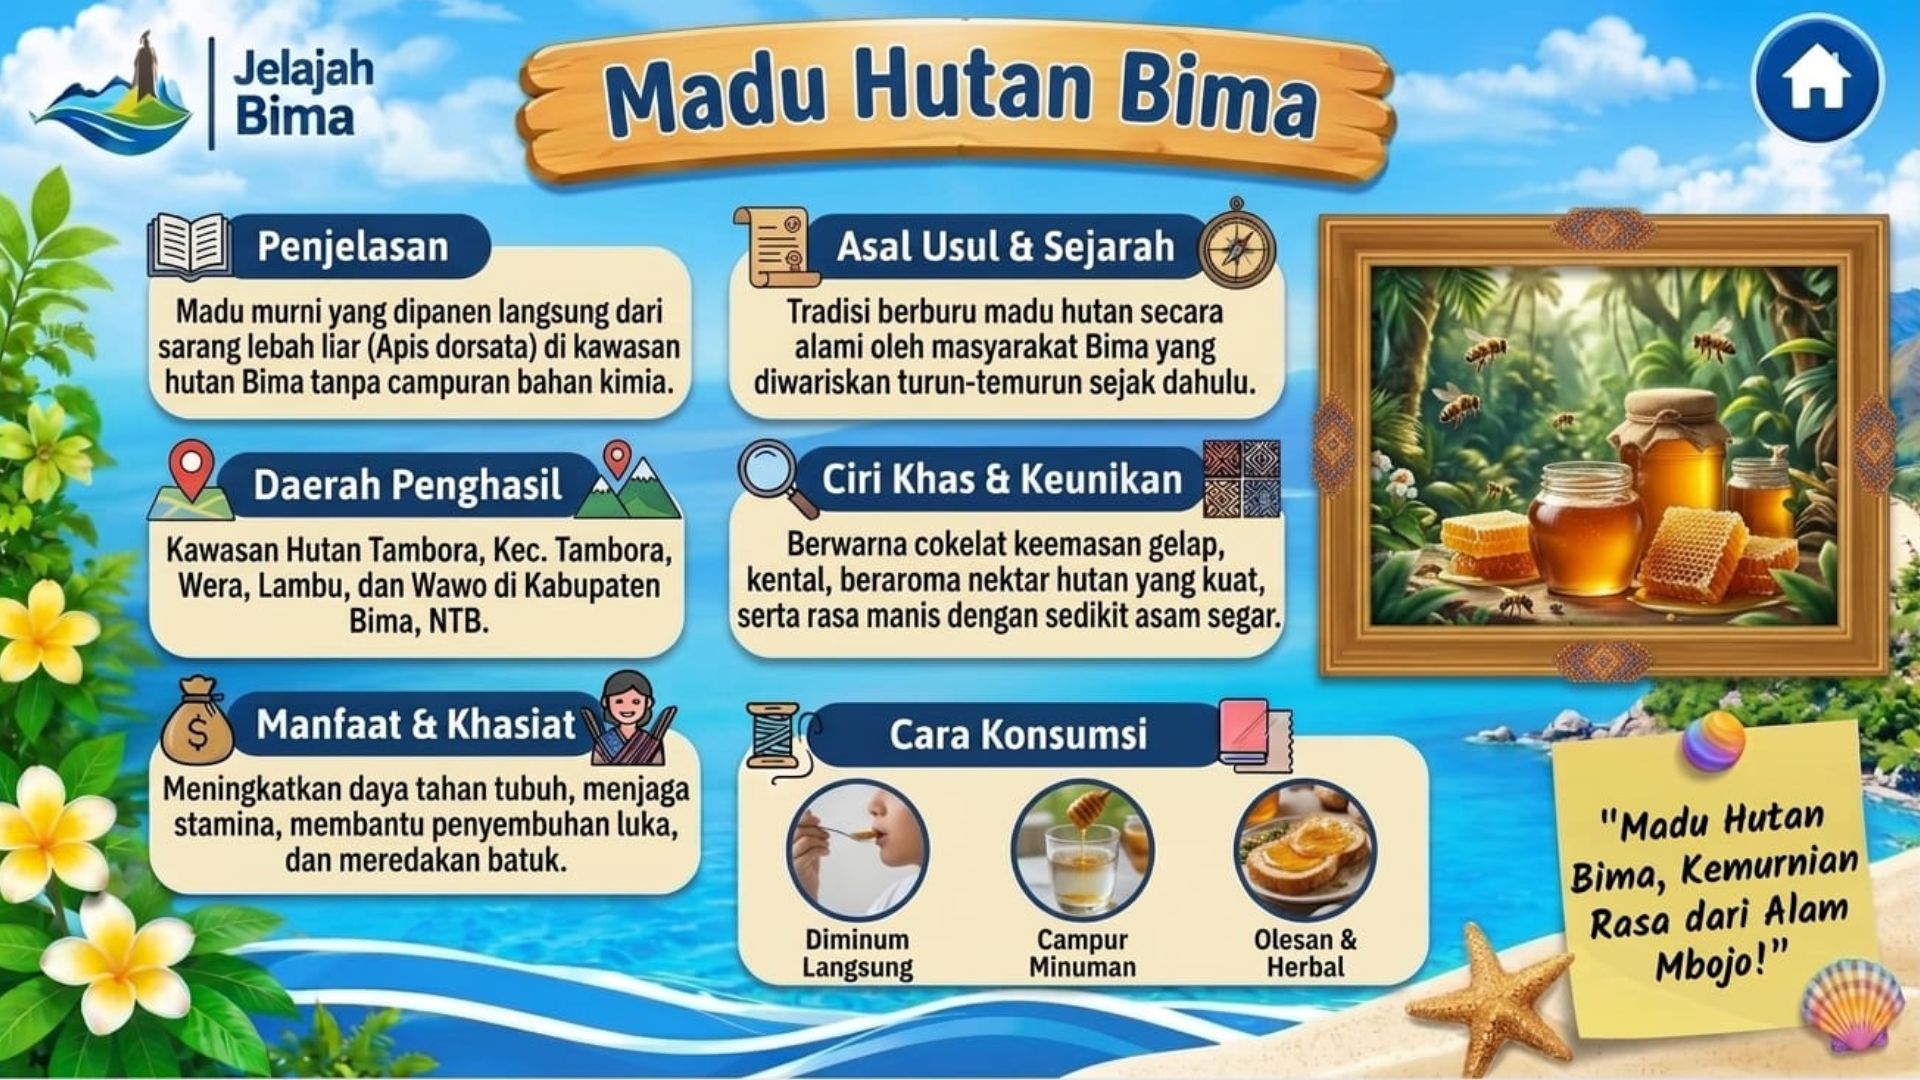 Jelajah
Bima
Madu Hutan Bima
Penjelasan
Madu murni yang dipanen langsung dari
sarang lebah liar (Apis dorsata) di kawasan
hutan Bima tanpa campuran bahan kimia.
Asal Usul & Sejarah
Tradisi berburu madu hutan secara
alami oleh masyarakat Bima yang
diwariskan turun-temurun sejak dahulu.
Daerah Penghasil
Kawasan Hutan Tambora, Kec. Tambora,
Wera, Lambu, dan Wawo di Kabupaten
Bima, NTB.
Ciri Khas & Keunikan
Berwarna cokelat keemasan gelap,
kental, beraroma nektar hutan yang kuat,
serta rasa manis dengan sedikit asam segar.
$
Manfaat & Khasiat
Meningkatkan daya tahan tubuh, menjaga
stamina, membantu penyembuhan luka,
dan meredakan batuk.
Cara Konsumsi
Diminum
Langsung
Campur
Minuman
Olesan &
Herbal
"Madu Hutan
Bima, Kemurnian
Rasa dari Alam
Mbojo!"